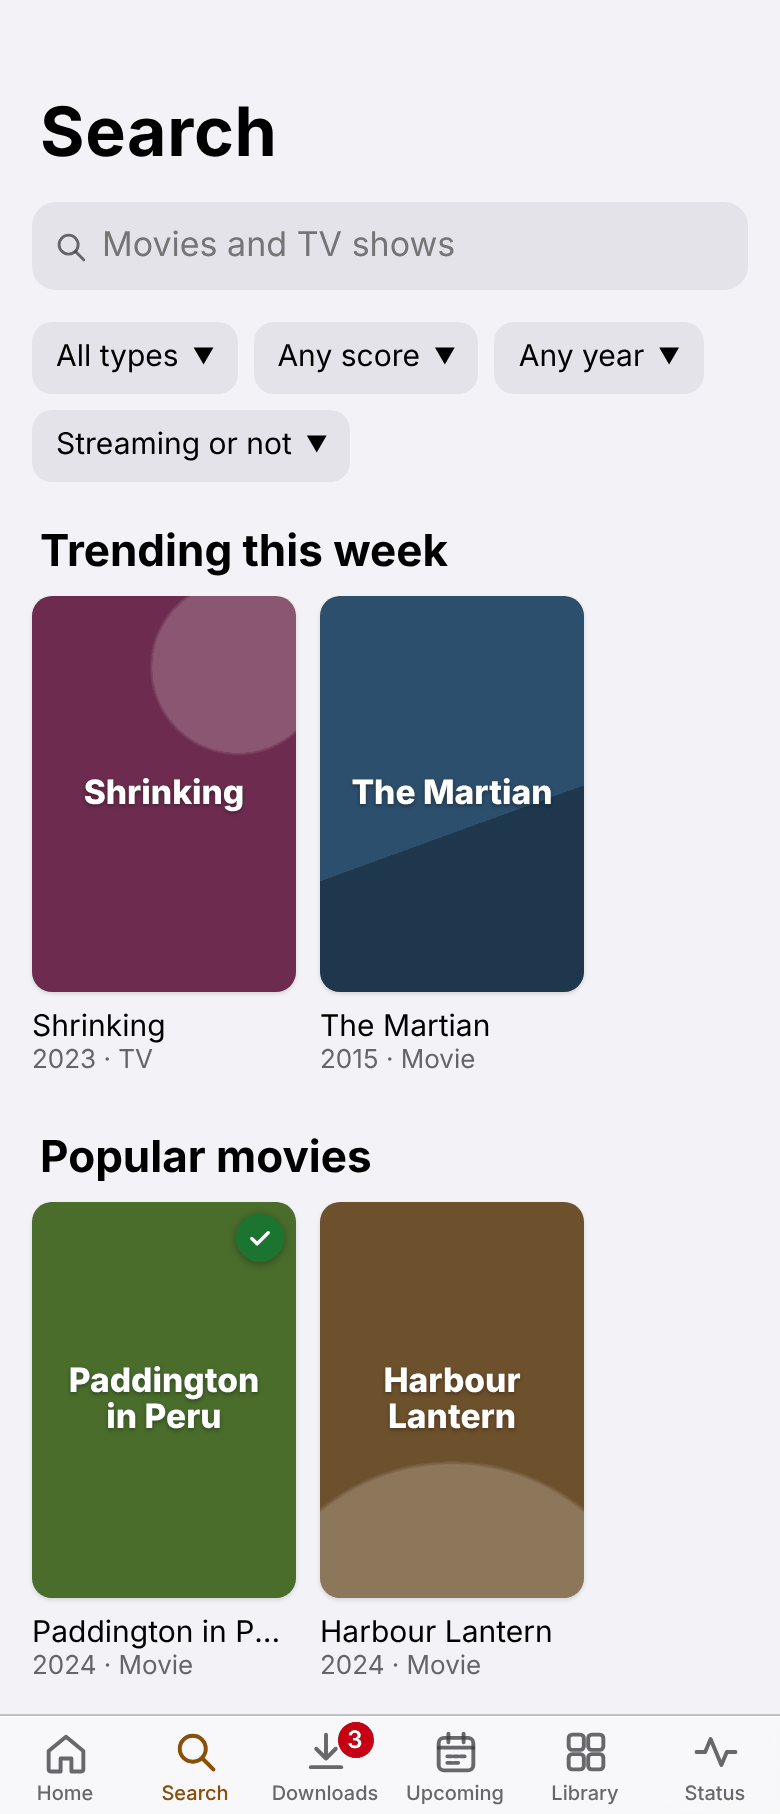 Search
Movies and TV shows
All types ▼
Any score ▼
Any year ▼
Streaming or not ▼
Trending this week
Shrinking
The Martian
Shrinking
2023 · TV
The Martian
2015 · Movie
Popular movies
Paddington
in Peru
Harbour
Lantern
Paddington in P...
2024 · Movie
Harbour Lantern
2024 · Movie
3
Home
Search
Downloads
Upcoming
Library
Status